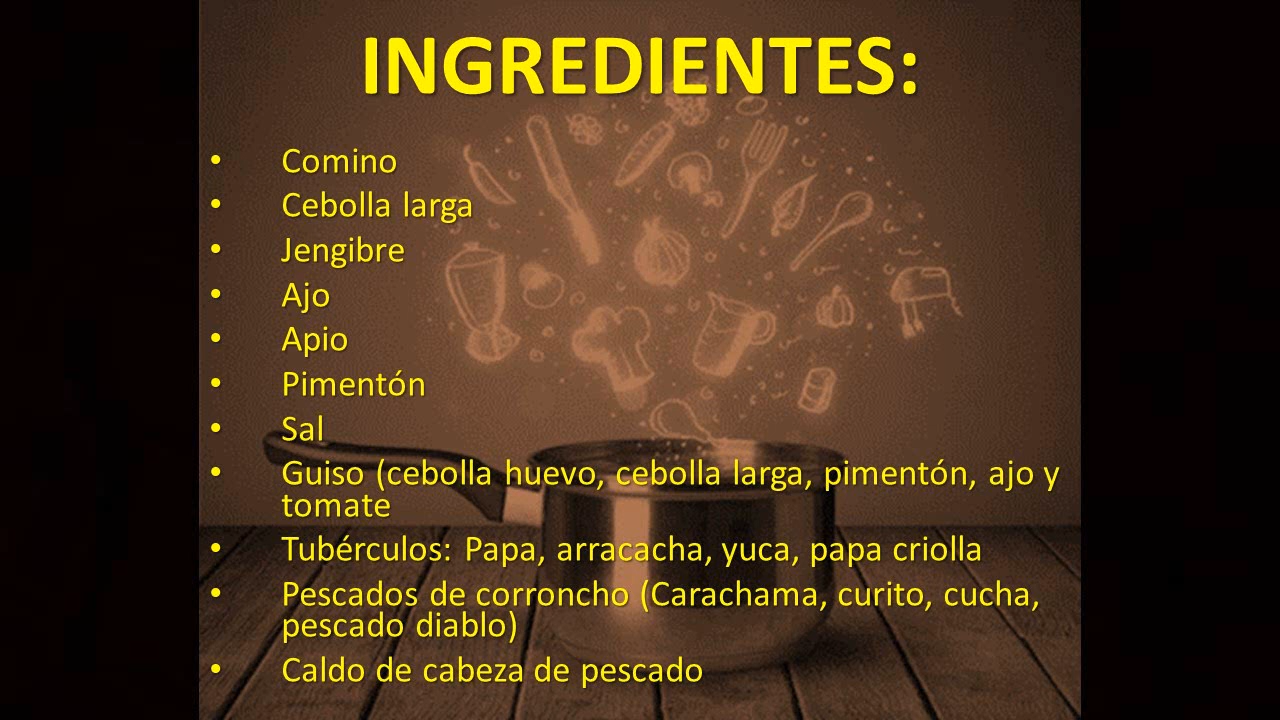 INGREDIENTES:
• Comino
• Cebolla larga
• Jengibre
• Ajo
• Apio
• Pimentón
• Sal
• Guiso (cebolla huevo, cebolla larga, pimentón, ajo y
tomate
• Tubérculos: Papa, arracacha, yuca, papa criolla
• Pescados de corroncho (Carachama, curito, cucha,
pescado diablo)
• Caldo de cabeza de pescado